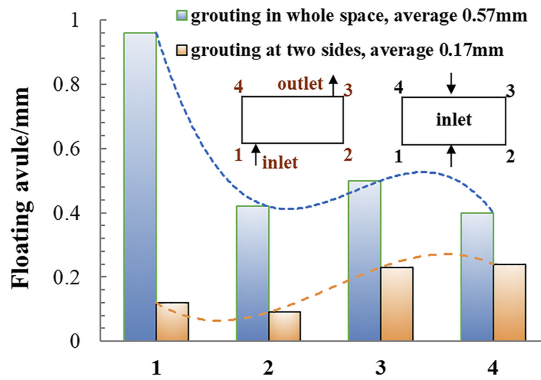 grouting in whole space, average 0.57mm
grouting at two sides, average 0.17mm
Floating avule/mm
1
0.8
0.6
0.4
0.2
0
4 outlet 3
1 inlet 2
4 3
inlet
1 2
1 2 3 4